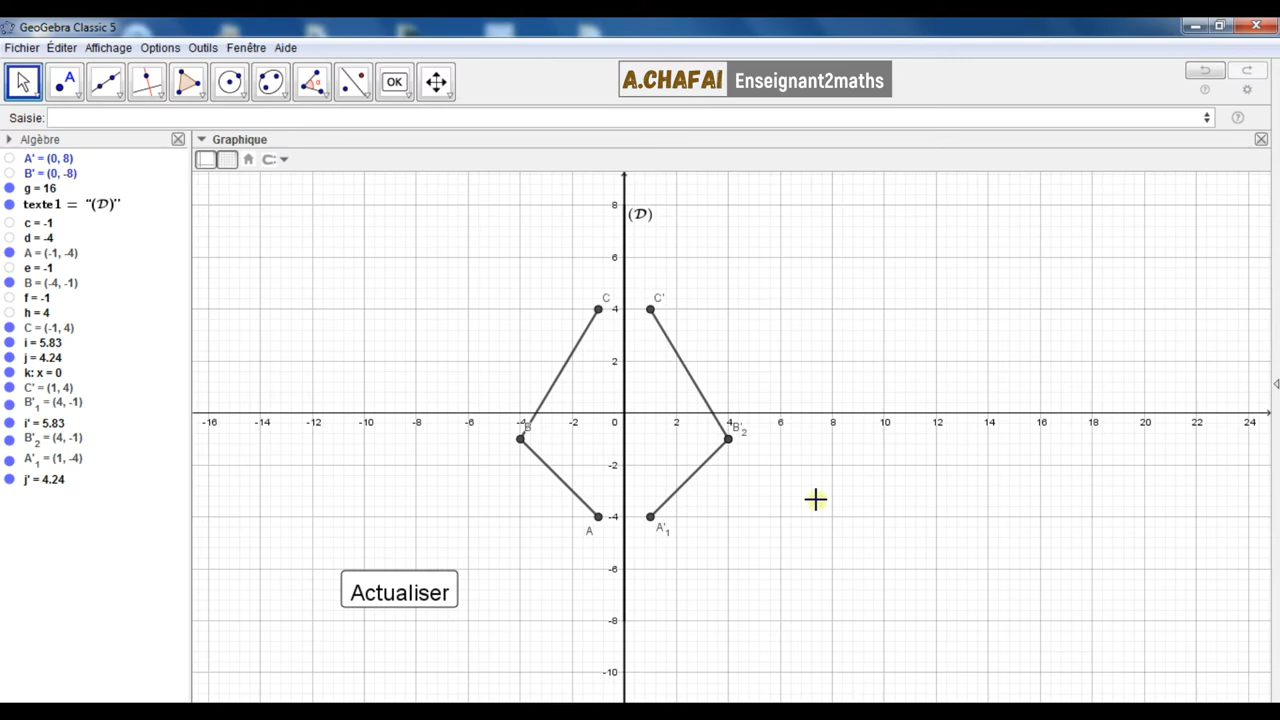 GeoGebra Classic 5
Fichier Éditer Affichage Options Outils Fenêtre Aide
A
α
OK
A.CHAFAI Enseignant2maths
Saisie:
Algèbre
Graphique
A' = (0, 8)
B' = (0, -8)
g = 16
texte1 = “(D)”
c = -1
d = -4
A = (-1, -4)
e = -1
B = (-4, -1)
f = -1
h = 4
C = (-1, 4)
i = 5.83
j = 4.24
k: x = 0
C' = (1, 4)
B'₁ = (4, -1)
i' = 5.83
B'₂ = (4, -1)
A'₁ = (1, -4)
j' = 4.24
8
(D)
6
C C'
4
2
-16 -14 -12 -10 -8 -6 -4 -2 0 2 4 6 8 10 12 14 16 18 20 22 24
B B'₂
-2
-4
A A'₁
-6
Actualiser
-8
-10